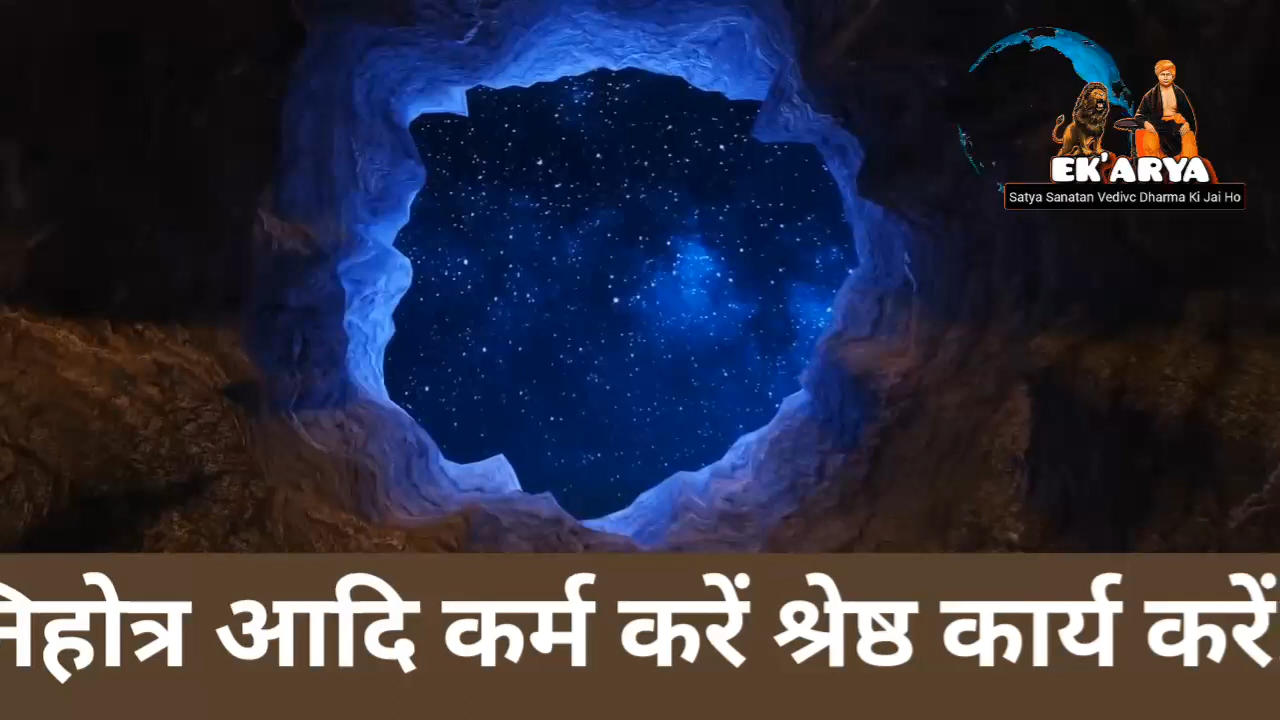 EK'ARYA
Satya Sanatan Vedivc Dharma Ki Jai Ho
आदि कर्म करें श्रेष्ठ कार्य करें